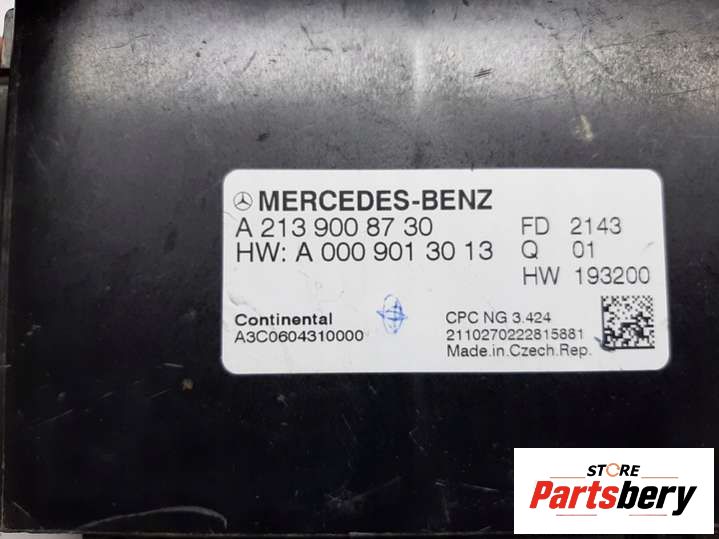 MERCEDES-BENZ
A 213 900 87 30
FD 2143
HW: A 000 901 30 13
Q 01
HW 193200
Continental
A3C0604310000
CPC NG 3.424
2110270222815881
Made.in.Czech.Rep.
STORE
Partsbery